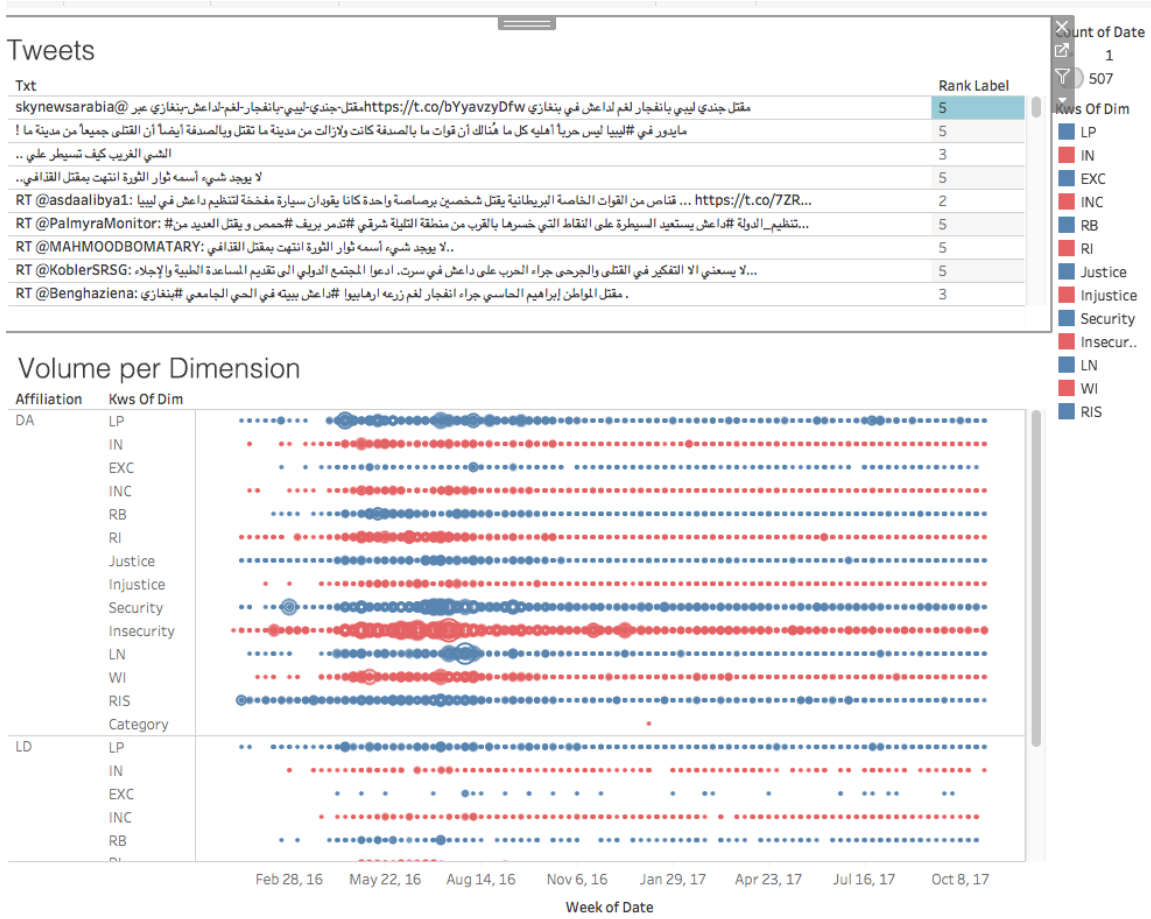 Tweets
Txt
Rank Label
مقتل جندي ليبي بانفجار لغم لداعش في بنغازي https://t.co/bYyavzyDfwمقتل-جندي-ليبي-بانفجار-لغم-لداعش-بنغازي عبر @skynewsarabia 5
مايدور في #ليبيا ليس حرباً أهليه كل ما هُنالك أن قوات ما بالصدفة كانت ولازالت من مدينة ما تقتل وبالصدفة أيضاً أن القتلى جميعاً من مدينة ما ! 5
الشي الغريب كيف تسيطر علي .. 3
لا يوجد شيء أسمه ثوار الثورة انتهت بمقتل القذافي.. 5
RT @asdaalibya1: قناص من القوات الخاصة البريطانية يقتل شخصين برصاصة واحدة كانا يقودان سيارة مفخخة لتنظيم داعش في ليبيا ... https://t.co/7ZR... 2
RT @PalmyraMonitor: #تنظيم_الدولة #داعش يستعيد السيطرة على النقاط التي خسرها بالقرب من منطقة التليلة شرقي #تدمر بريف #حمص و يقتل العديد من... 5
RT @MAHMOODBOMATARY: لا يوجد شيء أسمه ثوار الثورة انتهت بمقتل القذافي.. 5
RT @KoblerSRSG: لا يسعني الا التفكير في القتلى والجرحى جراء الحرب على داعش في سرت. ادعوا المجتمع الدولي الى تقديم المساعدة الطبية والإجلاء... 5
RT @Benghaziena: مقتل المواطن إبراهيم الحاسي جراء انفجار لغم زرعه ارهابيوا #داعش ببيته في الحي الجامعي #بنغازي . 3
Count of Date
1
507
Kws Of Dim
LP
IN
EXC
INC
RB
RI
Justice
Injustice
Security
Insecur..
LN
WI
RIS
Volume per Dimension
Affiliation Kws Of Dim
DA LP
IN
EXC
INC
RB
RI
Justice
Injustice
Security
Insecurity
LN
WI
RIS
Category
LD LP
IN
EXC
INC
RB
RI
Feb 28, 16 May 22, 16 Aug 14, 16 Nov 6, 16 Jan 29, 17 Apr 23, 17 Jul 16, 17 Oct 8, 17
Week of Date